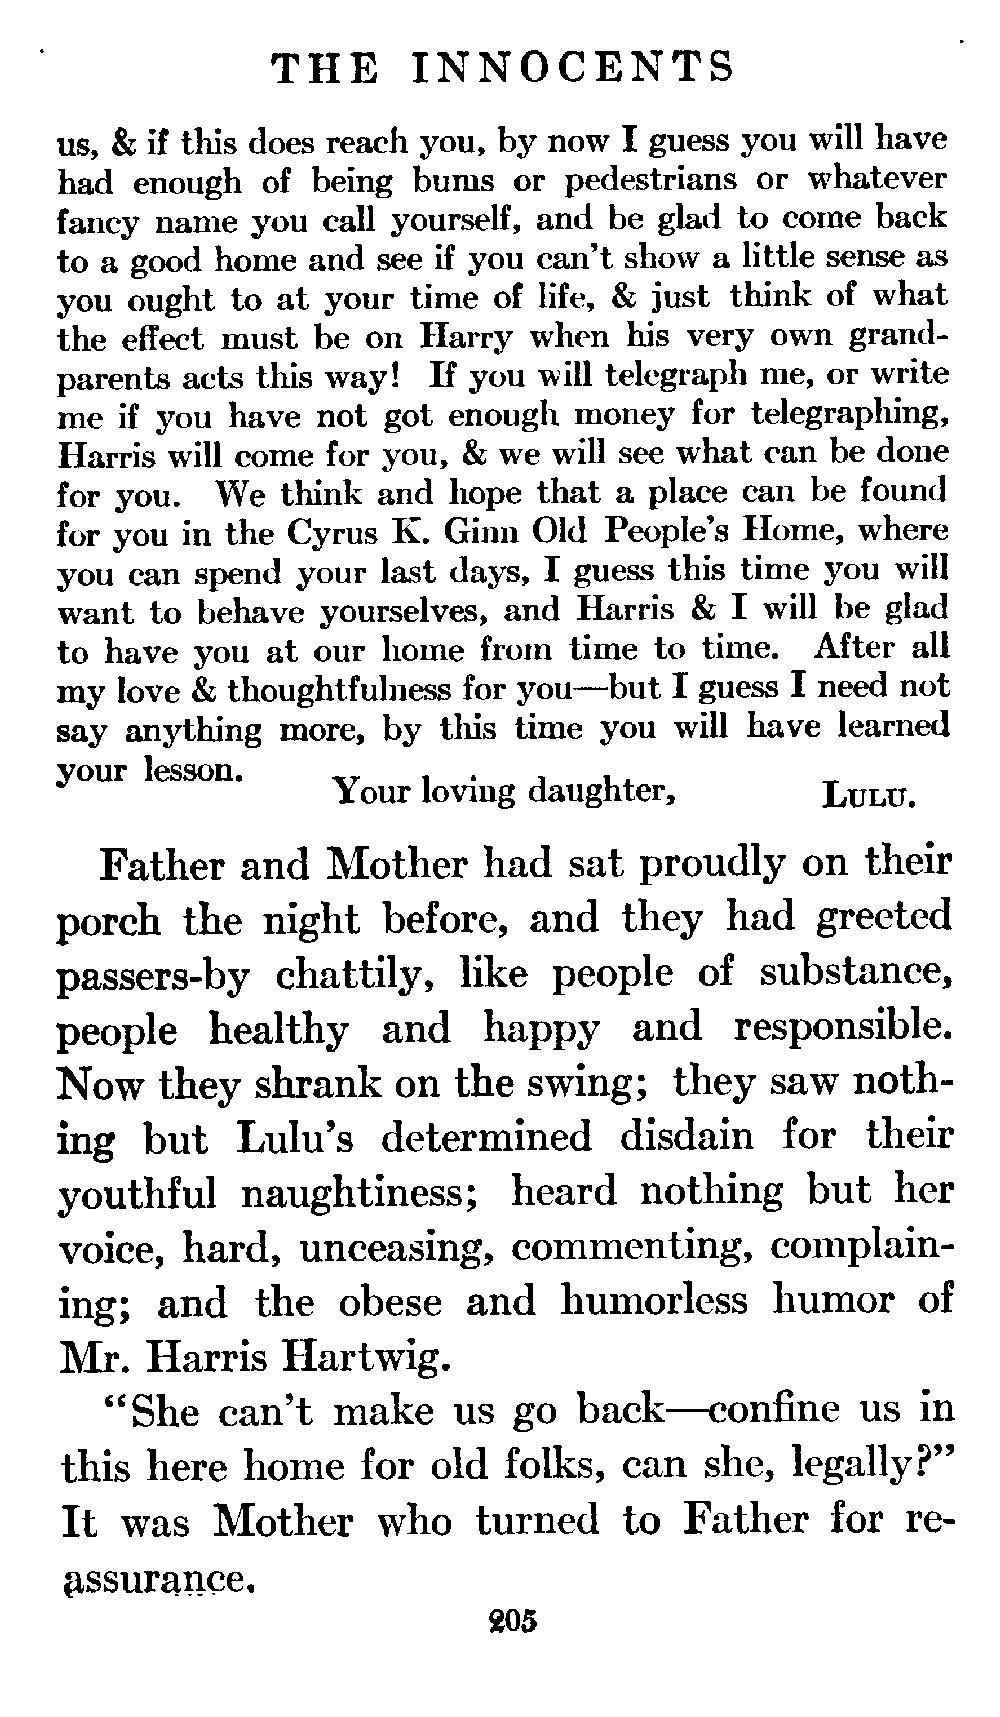 THE INNOCENTS
us, & if this does reach you, by now I guess you will have
had enough of being bums or pedestrians or whatever
fancy name you call yourself, and be glad to come back
to a good home and see if you can't show a little sense as
you ought to at your time of life, & just think of what
the effect must be on Harry when his very own grand-
parents acts this way! If you will telegraph me, or write
me if you have not got enough money for telegraphing,
Harris will come for you, & we will see what can be done
for you. We think and hope that a place can be found
for you in the Cyrus K. Ginn Old People's Home, where
you can spend your last days, I guess this time you will
want to behave yourselves, and Harris & I will be glad
to have you at our home from time to time. After all
my love & thoughtfulness for you—but I guess I need not
say anything more, by this time you will have learned
your lesson.
Your loving daughter, LULU.
Father and Mother had sat proudly on their
porch the night before, and they had greeted
passers-by chattily, like people of substance,
people healthy and happy and responsible.
Now they shrank on the swing; they saw noth-
ing but Lulu's determined disdain for their
youthful naughtiness; heard nothing but her
voice, hard, unceasing, commenting, complain-
ing; and the obese and humorless humor of
Mr. Harris Hartwig.
"She can't make us go back—confine us in
this here home for old folks, can she, legally?"
It was Mother who turned to Father for re-
assurance.
205